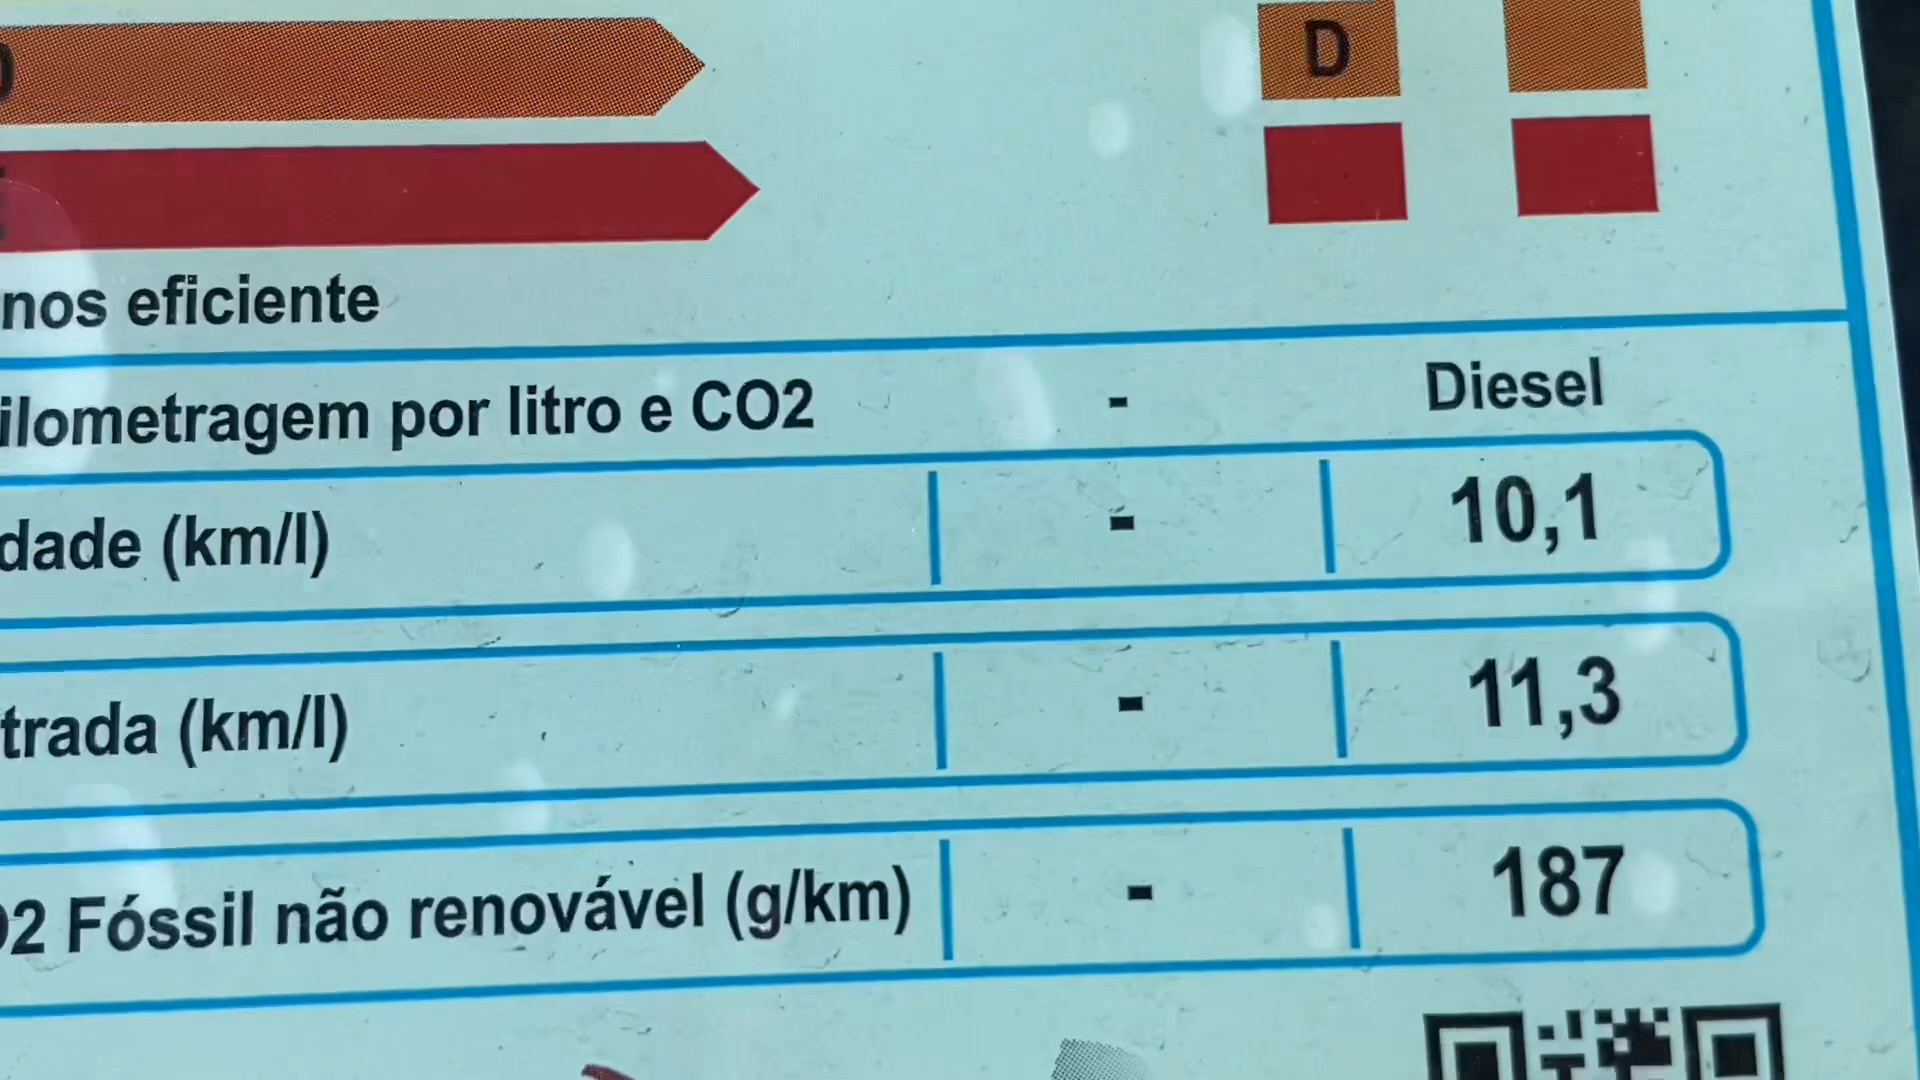 D
nos eficiente
ilometragem por litro e CO2 - Diesel
dade (km/l) - 10,1
trada (km/l) - 11,3
O2 Fóssil não renovável (g/km) - 187